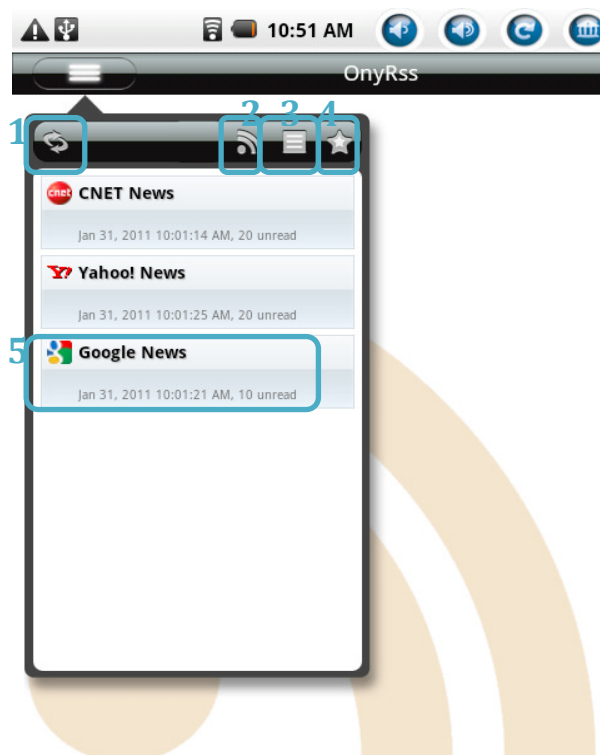 10:51 AM
OnyRss
1 2 3 4
cnet CNET News
Jan 31, 2011 10:01:14 AM, 20 unread
Y! Yahoo! News
Jan 31, 2011 10:01:25 AM, 20 unread
5 Google News
Jan 31, 2011 10:01:21 AM, 10 unread